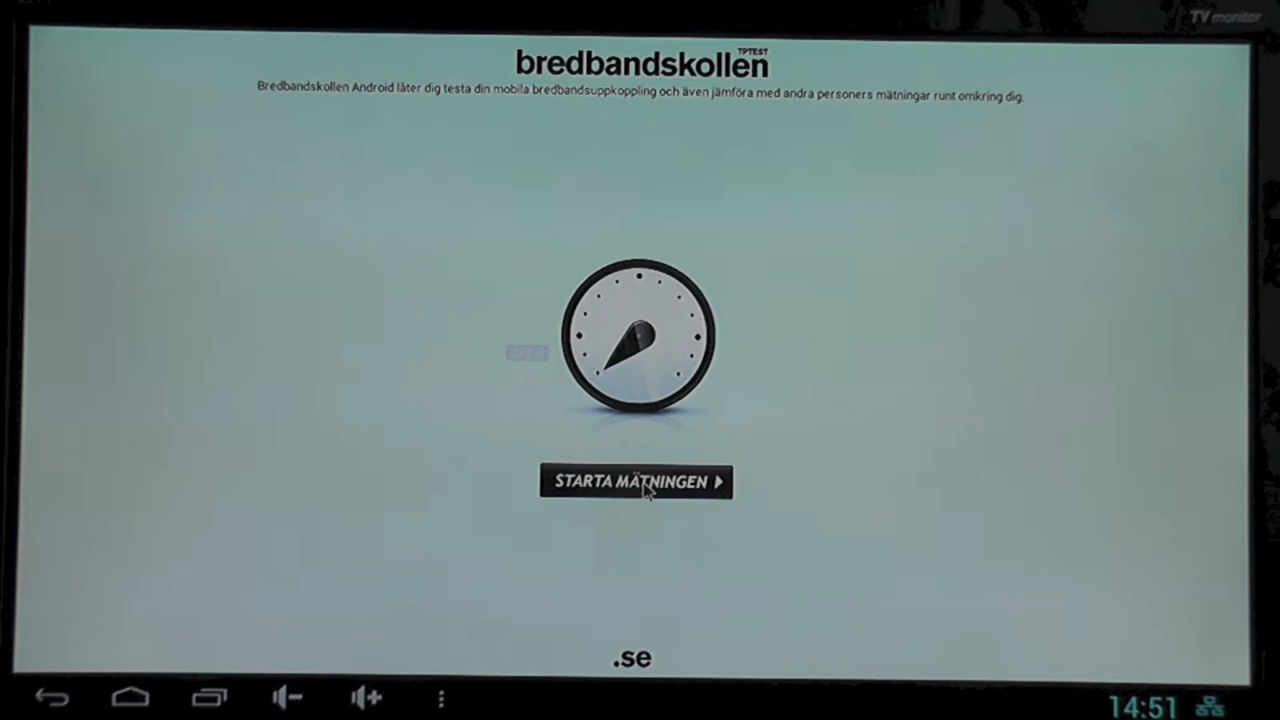 TV monitor
TPTEST
bredbandskollen
Bredbandskollen Android låter dig testa din mobila bredbandsuppkoppling och även jämföra med andra personers mätningar runt omkring dig.
STARTA MÄTNINGEN
.se
14:51